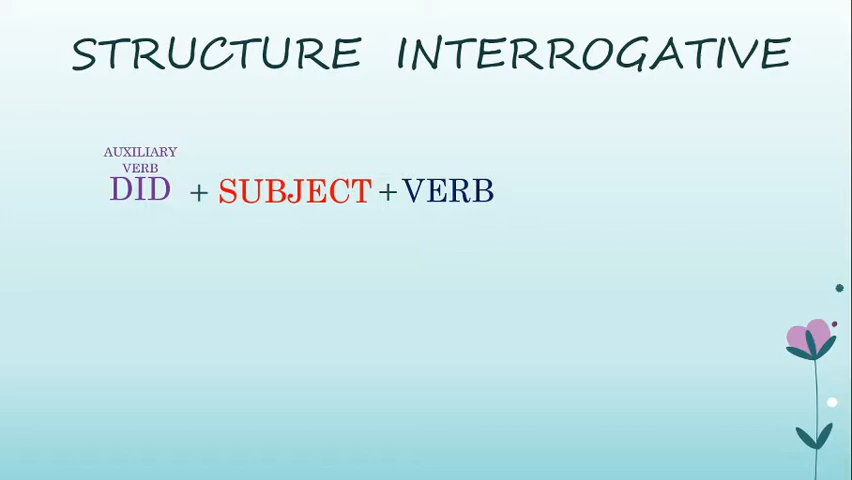 STRUCTURE INTERROGATIVE
AUXILIARY
VERB
DID + SUBJECT + VERB